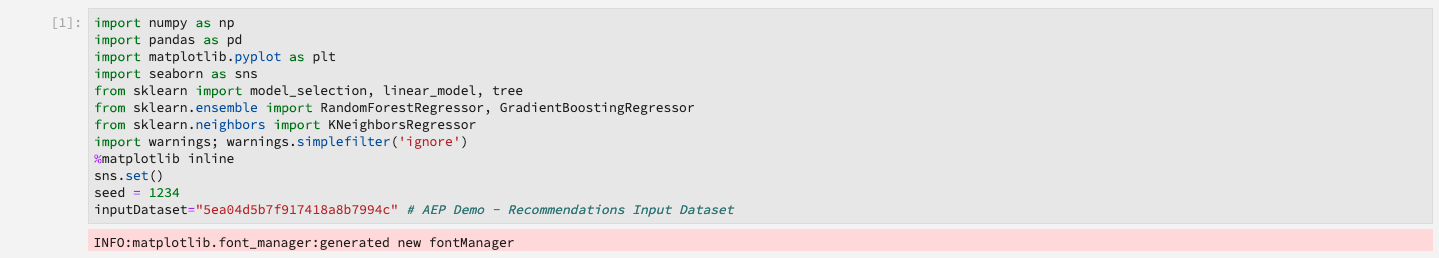 [1]:
import numpy as np
import pandas as pd
import matplotlib.pyplot as plt
import seaborn as sns
from sklearn import model_selection, linear_model, tree
from sklearn.ensemble import RandomForestRegressor, GradientBoostingRegressor
from sklearn.neighbors import KNeighborsRegressor
import warnings; warnings.simplefilter('ignore')
%matplotlib inline
sns.set()
seed = 1234
inputDataset="5ea04d5b7f917418a8b7994c" # AEP Demo - Recommendations Input Dataset
INFO:matplotlib.font_manager:generated new fontManager